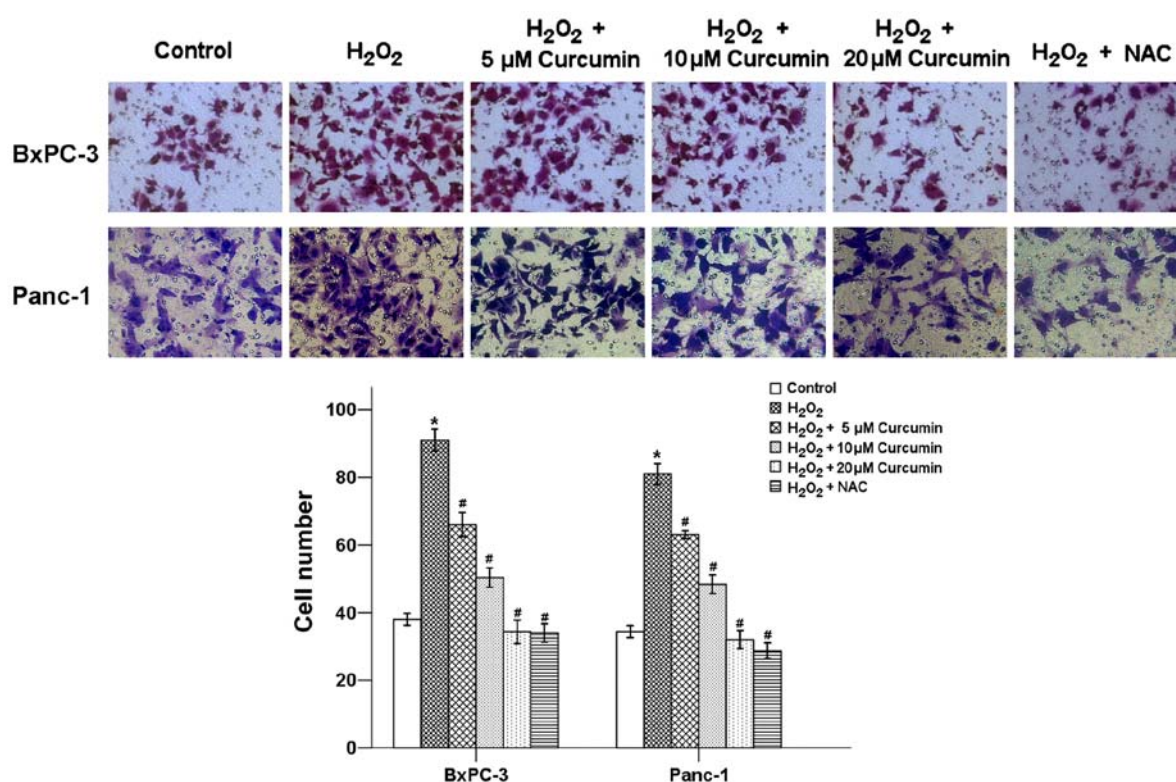 Control
H₂O₂
H₂O₂ +
5 µM Curcumin
H₂O₂ +
10µM Curcumin
H₂O₂ +
20µM Curcumin
H₂O₂ + NAC
BxPC-3
Panc-1
Control
H₂O₂
H₂O₂ + 5 µM Curcumin
H₂O₂ + 10µM Curcumin
H₂O₂ + 20µM Curcumin
H₂O₂ + NAC
Cell number
100
80
60
40
20
0
*
#
#
#
#
*
#
#
#
#
BxPC-3
Panc-1